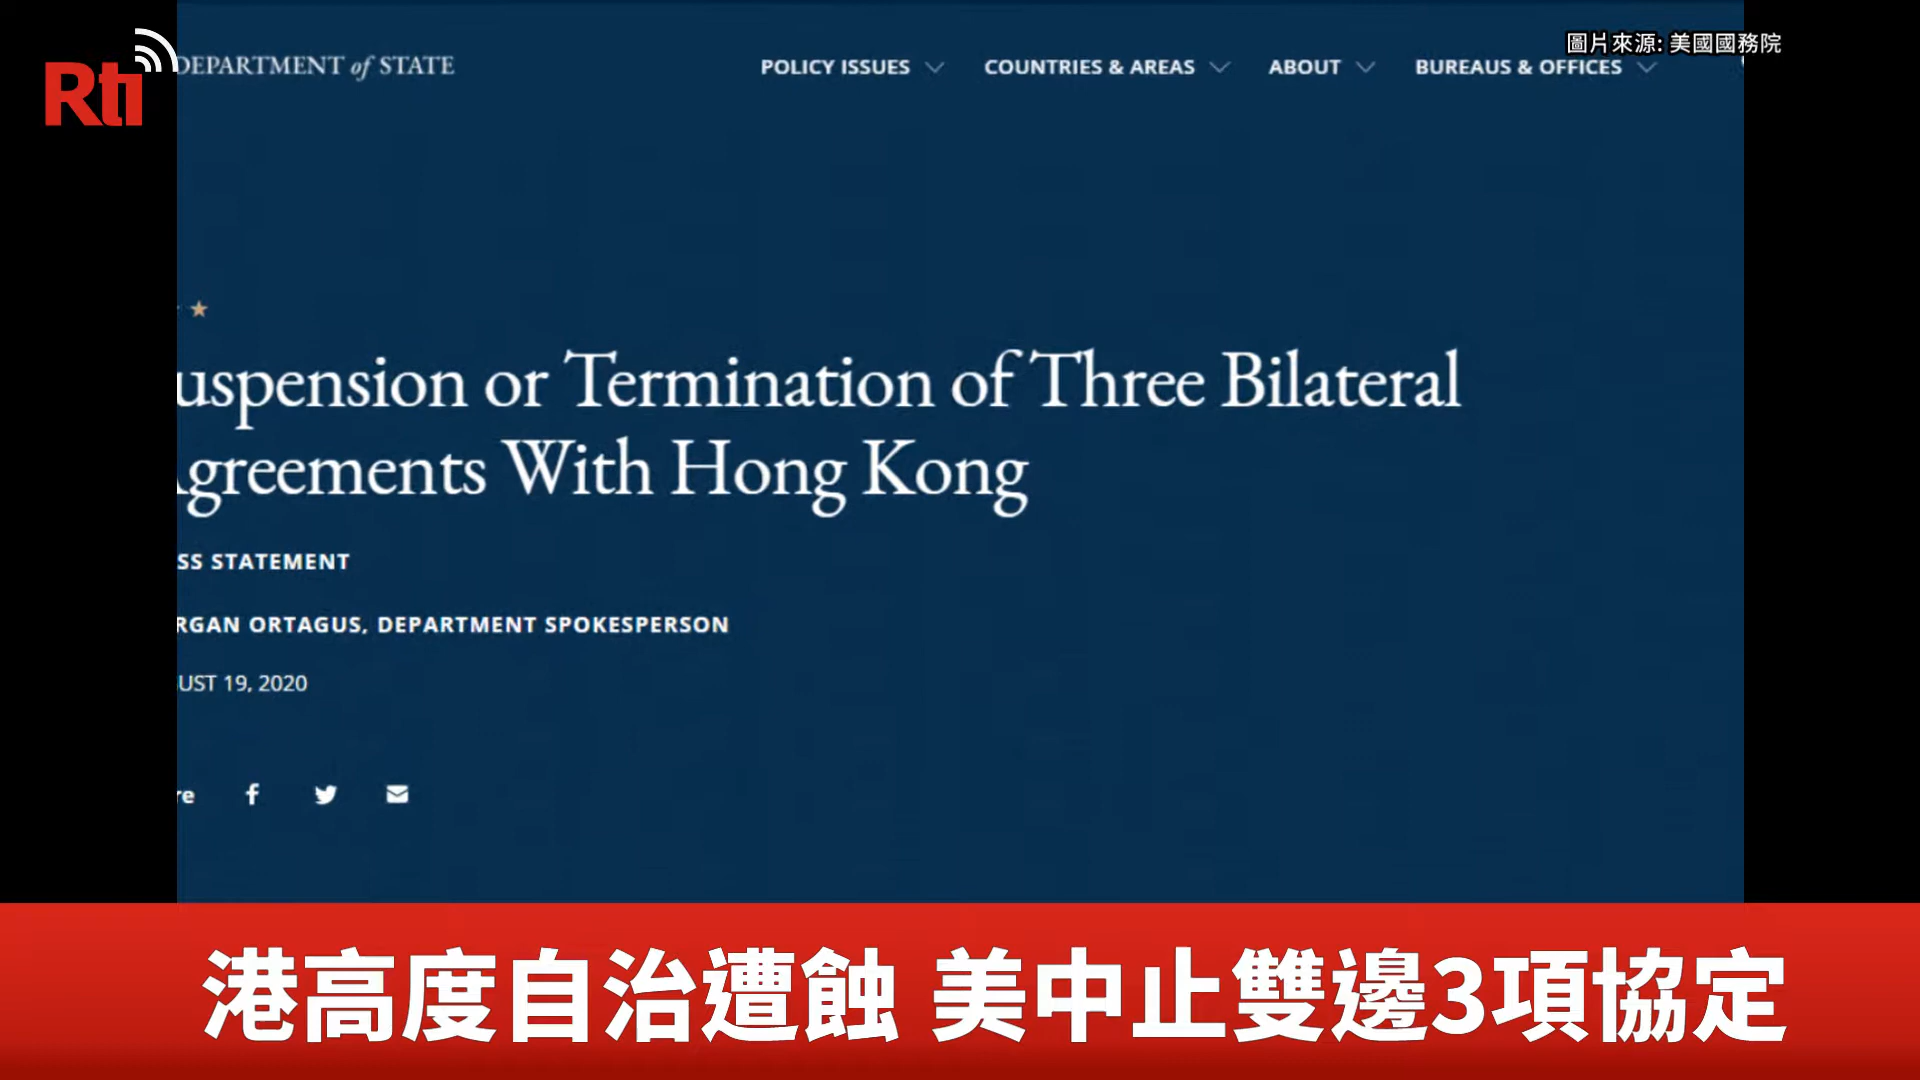 Rti
圖片來源: 美國國務院
DEPARTMENT of STATE
POLICY ISSUES
COUNTRIES & AREAS
ABOUT
BUREAUS & OFFICES
uspension or Termination of Three Bilateral
greements With Hong Kong
SS STATEMENT
RGAN ORTAGUS, DEPARTMENT SPOKESPERSON
UST 19, 2020
re
港高度自治遭蝕 美中止雙邊3項協定